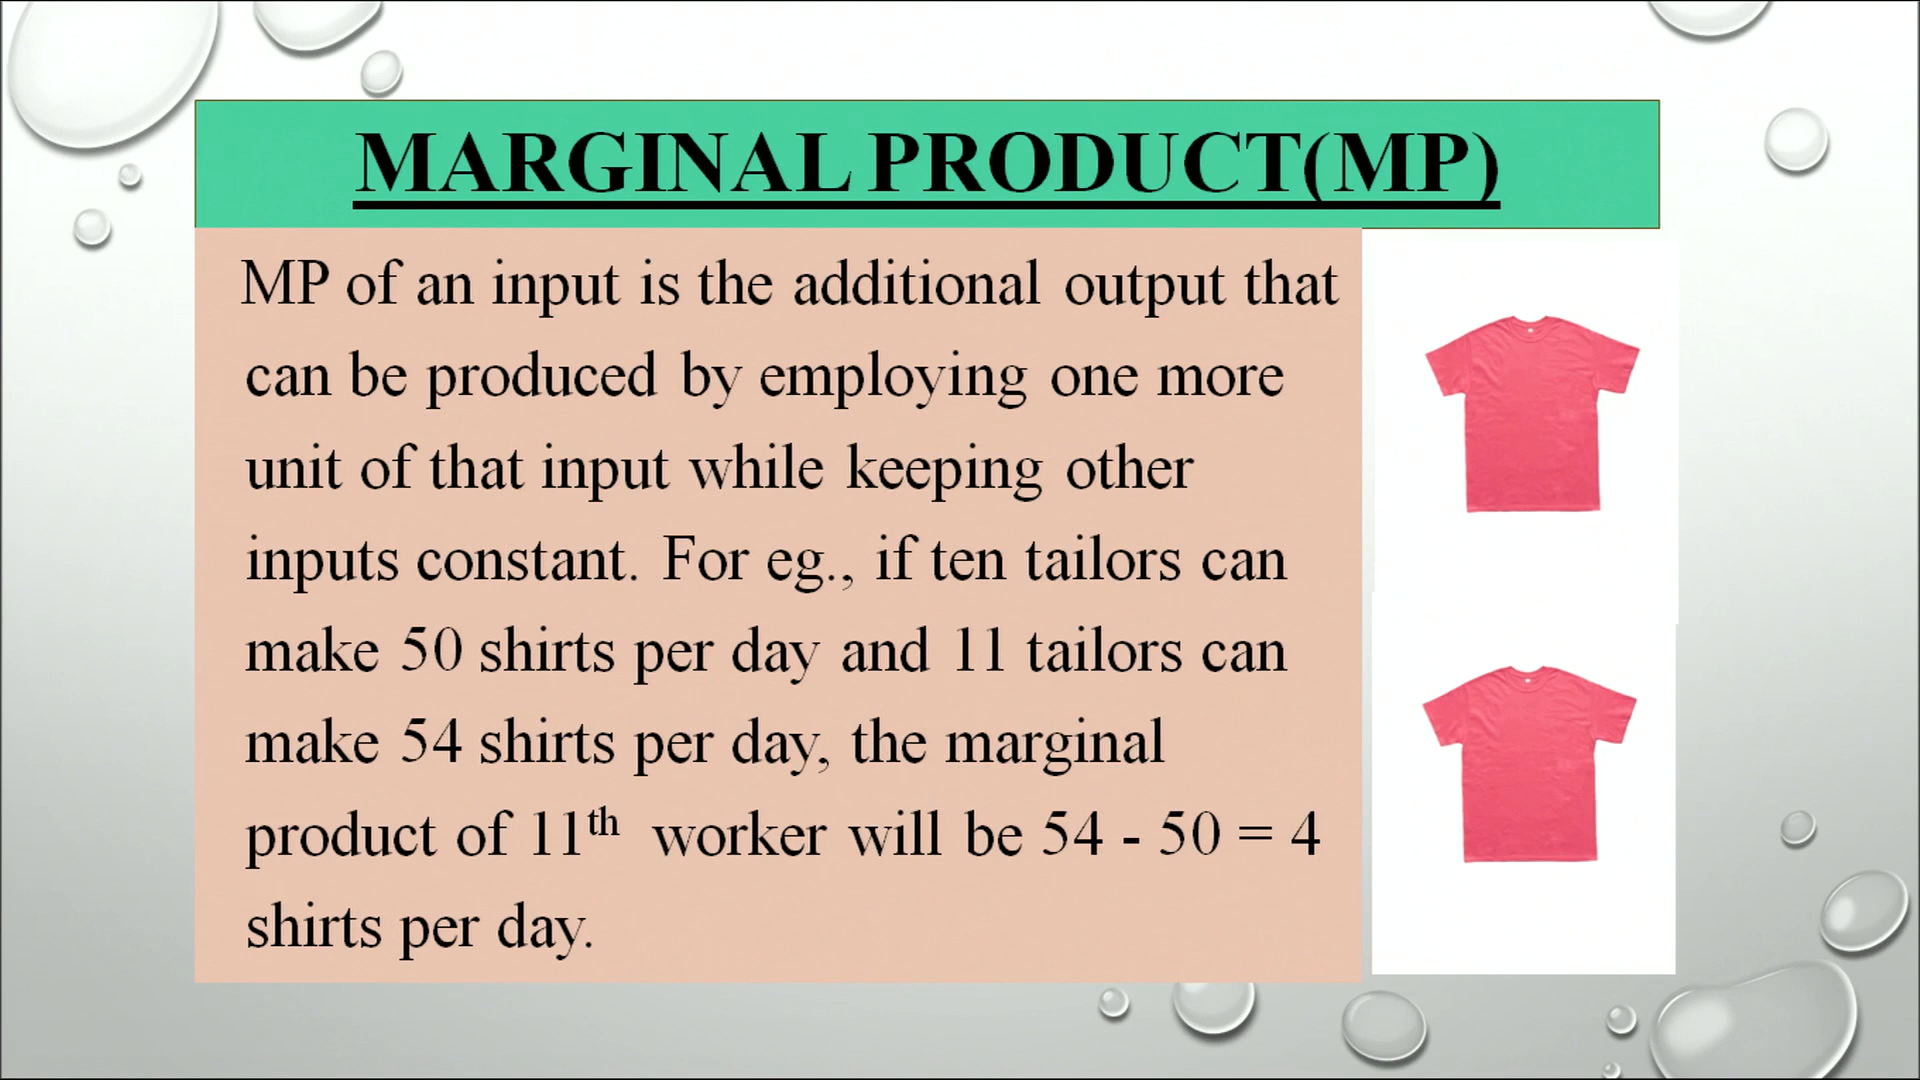 MARGINAL PRODUCT(MP)
MP of an input is the additional output that
can be produced by employing one more
unit of that input while keeping other
inputs constant. For eg., if ten tailors can
make 50 shirts per day and 11 tailors can
make 54 shirts per day, the marginal
product of 11th worker will be 54 - 50 = 4
shirts per day.